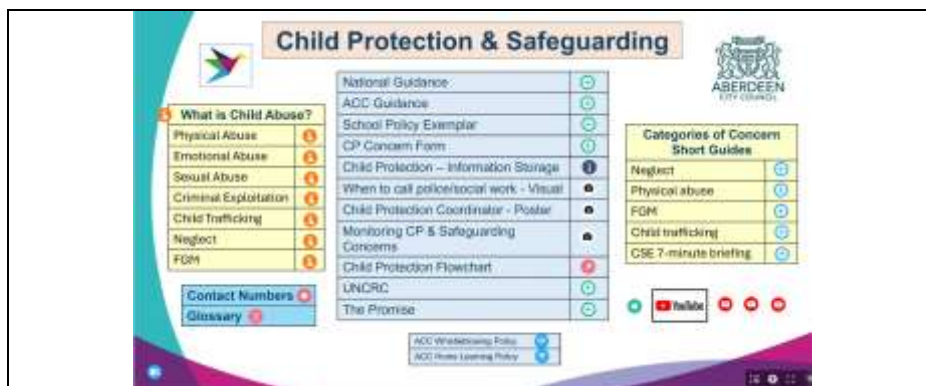 Child Protection & Safeguarding
ABERDEEN
CITY COUNCIL
What is Child Abuse?
Physical Abuse
Emotional Abuse
Sexual Abuse
Criminal Exploitation
Child Trafficking
Neglect
FGM
Contact Numbers
Glossary
National Guidance
ACC Guidance
School Policy Exemplar
CP Concern Form
Child Protection – Information Storage
When to call police/social work - Visual
Child Protection Coordinator - Poster
Monitoring CP & Safeguarding
Concerns
Child Protection Flowchart
UNCRC
The Promise
Categories of Concern
Short Guides
Neglect
Physical abuse
FGM
Child trafficking
CSE 7-minute briefing
YouTube
ACC Whistleblowing Policy
ACC Home Learning Policy